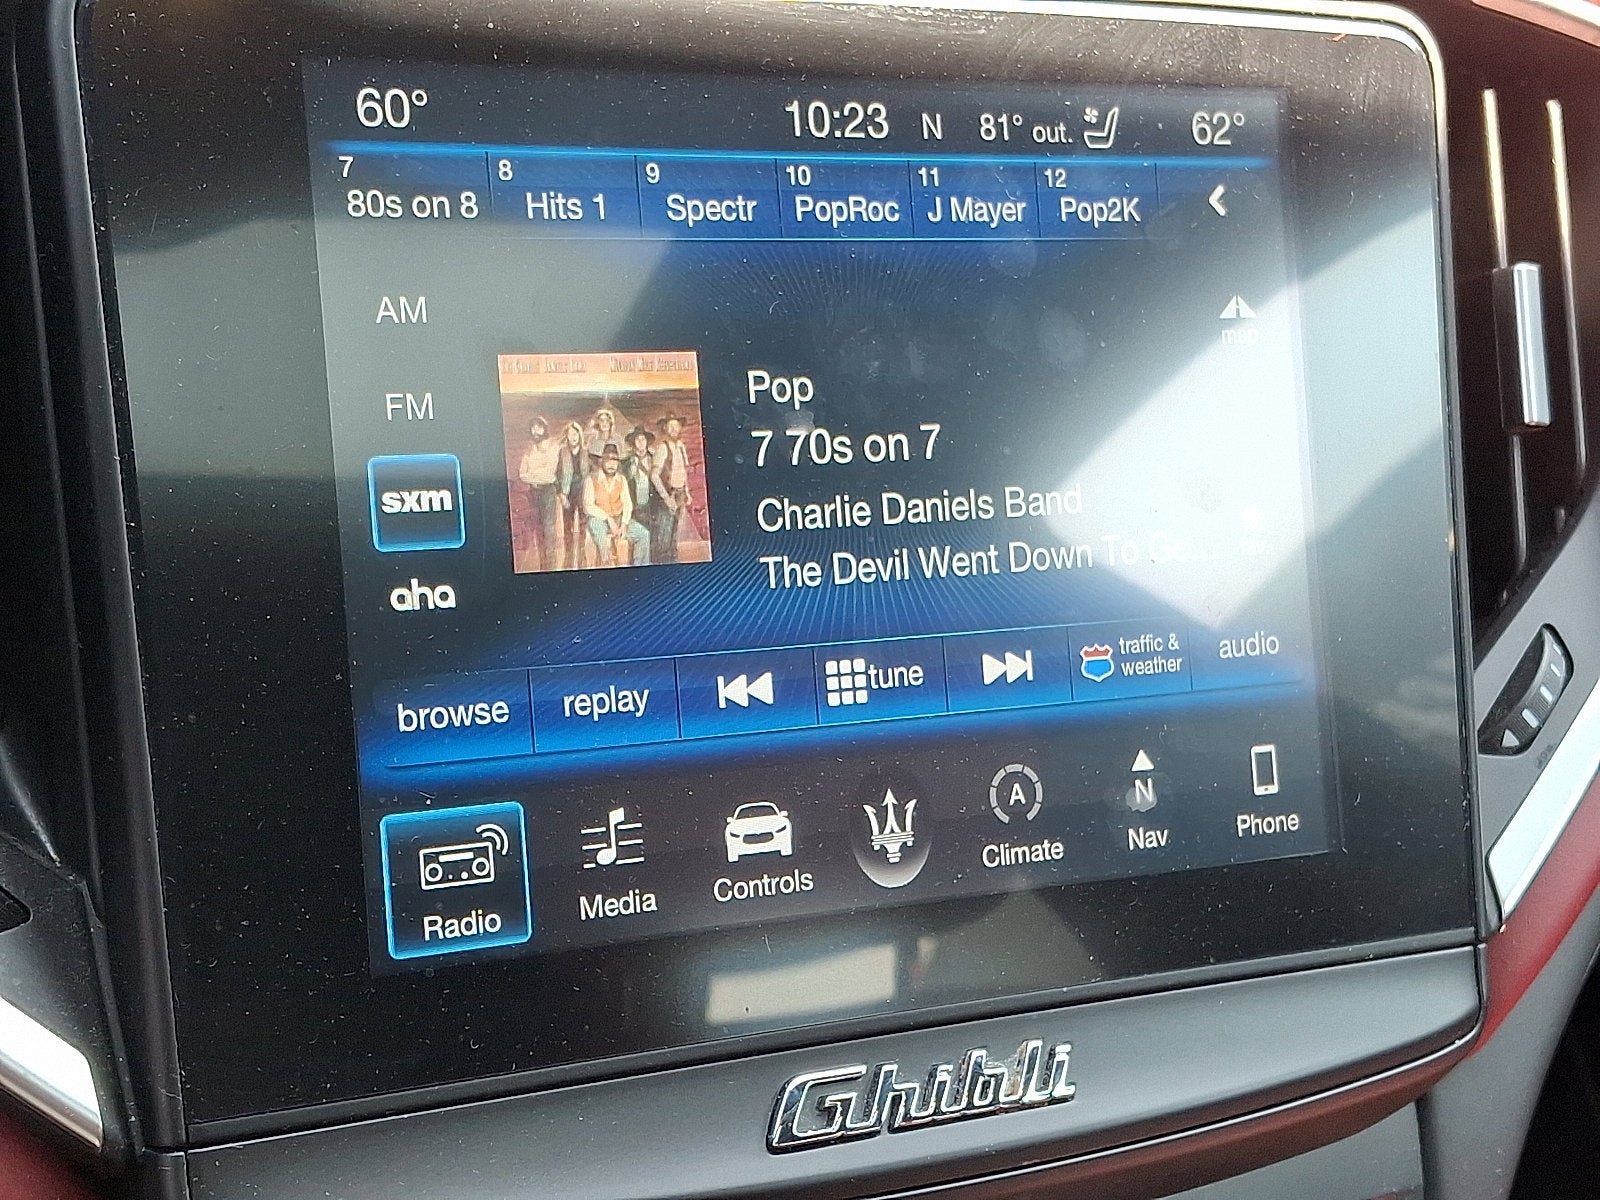 60° 10:23 N 81° out. 62°
7 8 9 10 11 12
80s on 8 Hits 1 Spectr PopRoc J Mayer Pop2K
AM
map
FM
Pop
7 70s on 7
sxm
Charlie Daniels Band
The Devil Went Down To
aha
browse replay tune traffic & weather audio
A N
Radio Media Controls Climate Nav Phone
Ghibli